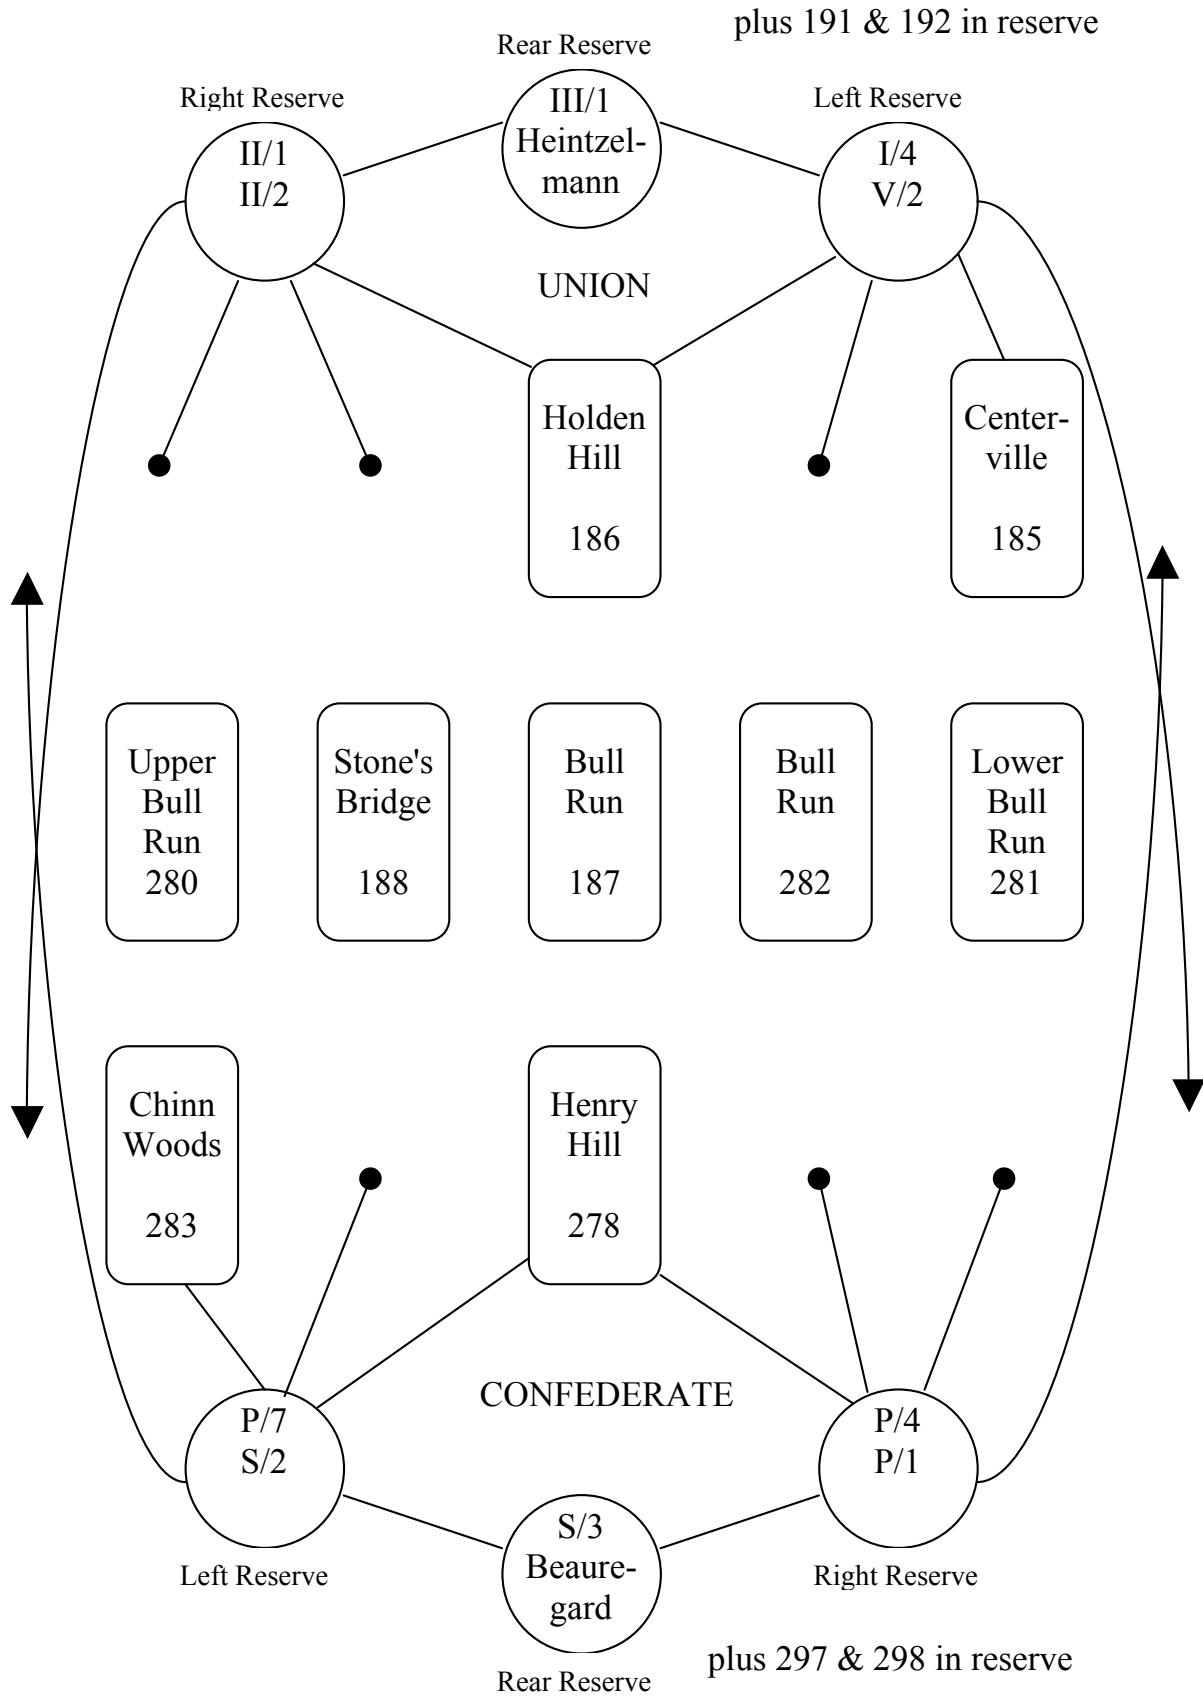 plus 191 & 192 in reserve
Rear Reserve
Right Reserve
Left Reserve
III/1
Heintzel-
mann
II/1
II/2
I/4
V/2
UNION
Holden
Hill
186
Center-
ville
185
Upper
Bull
Run
280
Stone's
Bridge
188
Bull
Run
187
Bull
Run
282
Lower
Bull
Run
281
Chinn
Woods
283
Henry
Hill
278
CONFEDERATE
P/7
S/2
P/4
P/1
S/3
Beaure-
gard
Left Reserve
Right Reserve
plus 297 & 298 in reserve
Rear Reserve